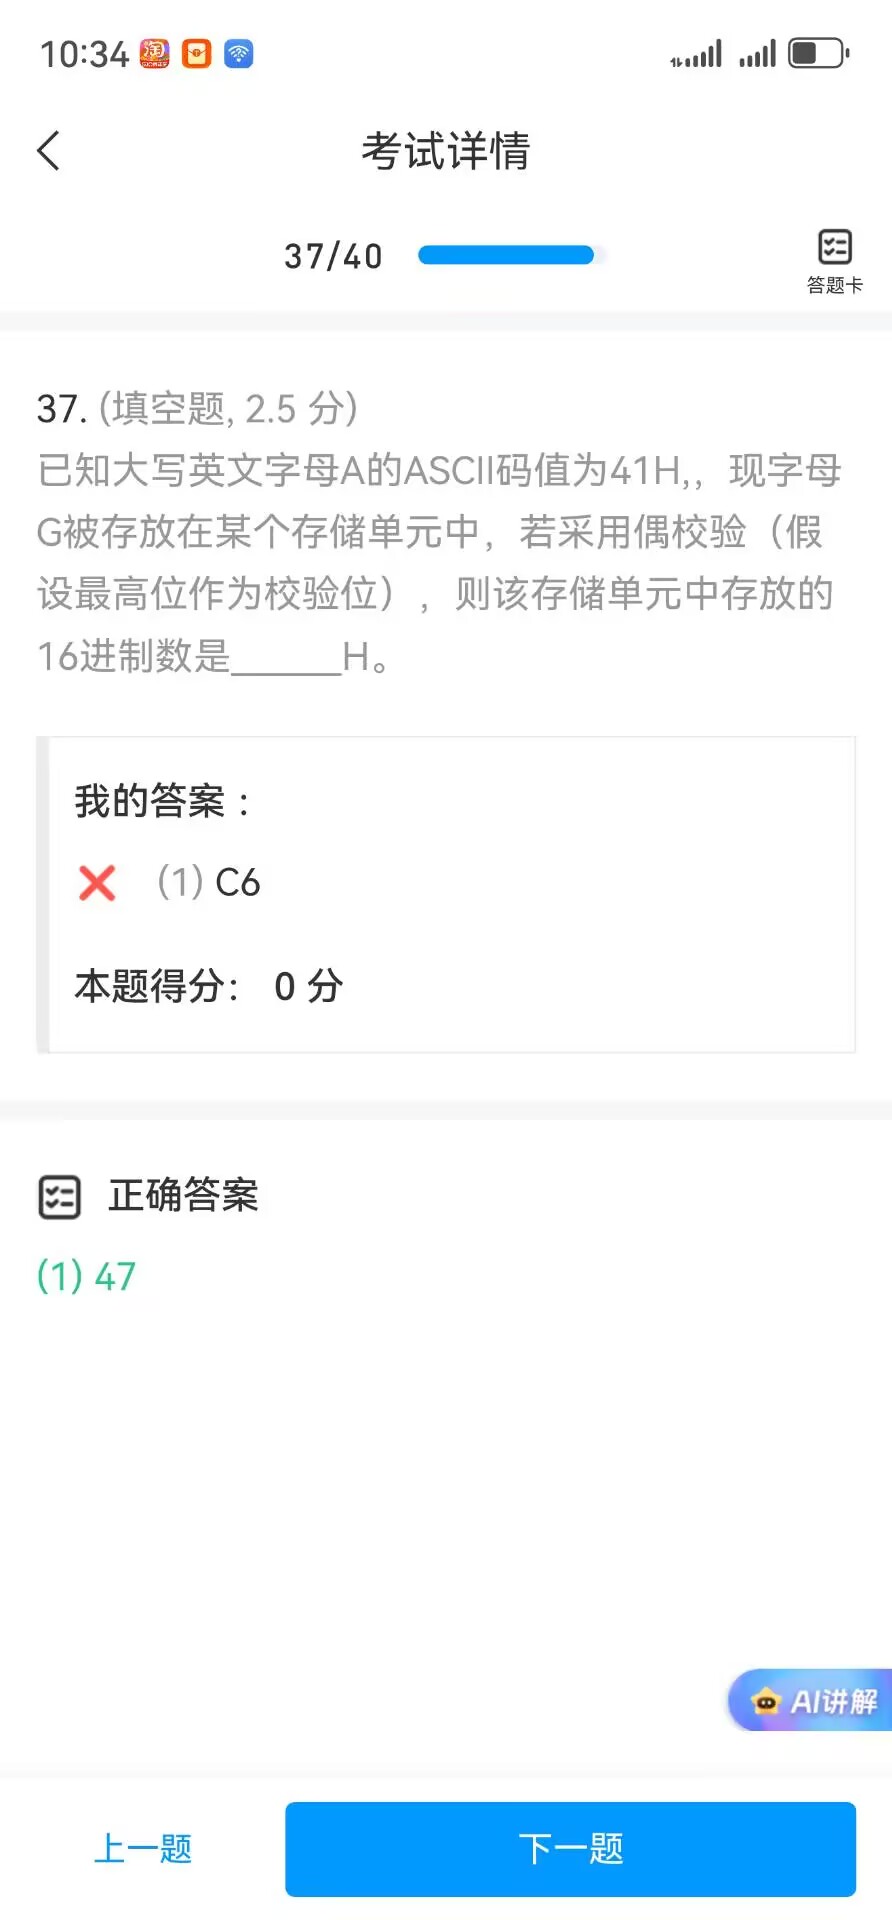 10:34
考试详情
37/40
答题卡
37. (填空题, 2.5 分)
已知大写英文字母A的ASCII码值为41H,，现字母
G被存放在某个存储单元中，若采用偶校验（假
设最高位作为校验位），则该存储单元中存放的
16进制数是______H。
我的答案：
(1) C6
本题得分： 0 分
正确答案
(1) 47
AI讲解
上一题
下一题